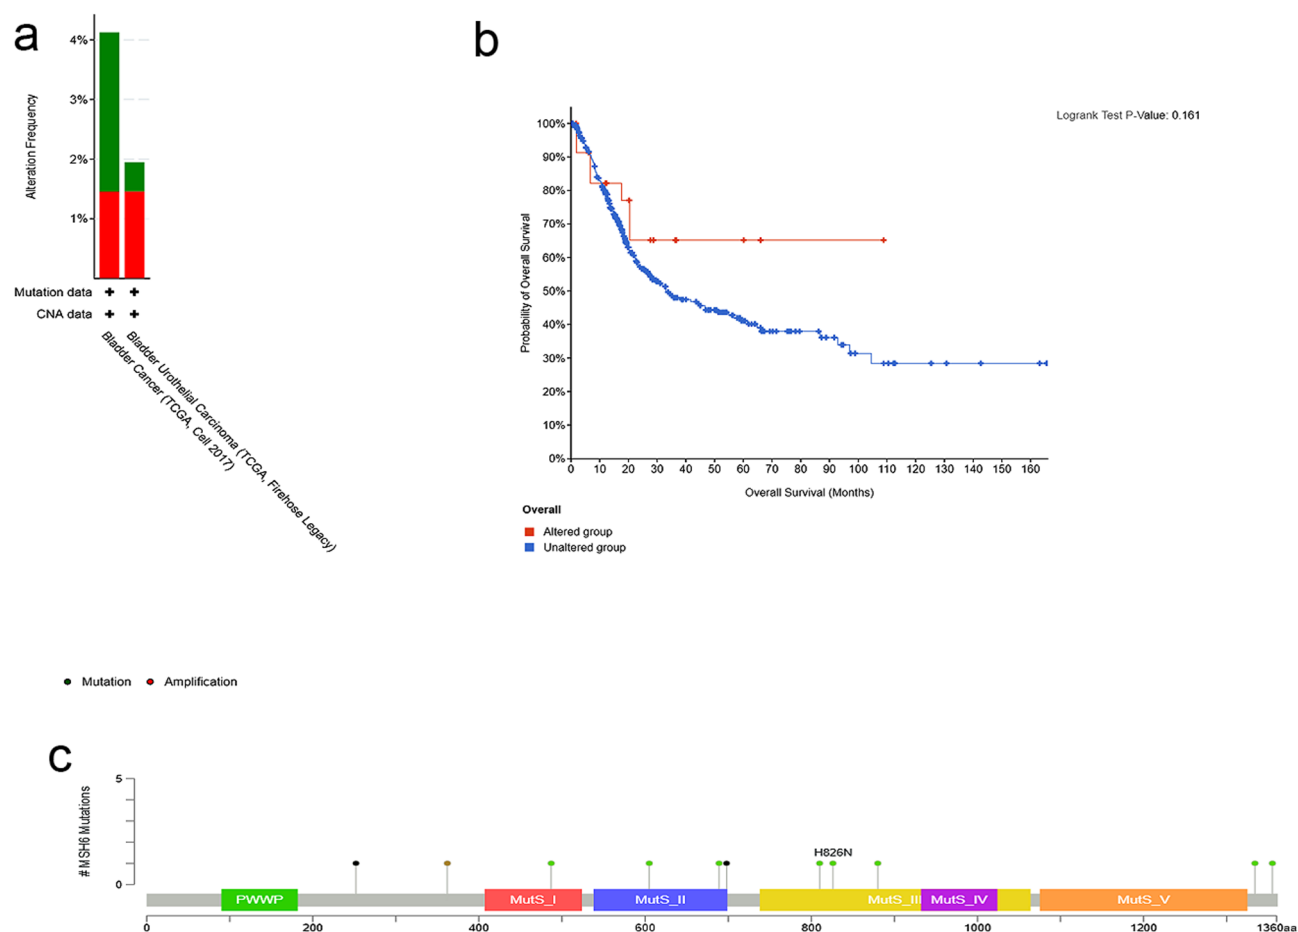 a
4%
3%
2%
1%
Alteration Frequency
Mutation data + +
CNA data + +
Bladder Cancer (TCGA, Cell 2017)
Bladder Urothelial Carcinoma (TCGA, Firehose Legacy)
Mutation Amplification
b
Logrank Test P-Value: 0.161
100%
90%
80%
70%
60%
50%
40%
30%
20%
10%
0%
Probability of Overall Survival
0 10 20 30 40 50 60 70 80 90 100 110 120 130 140 150 160
Overall Survival (Months)
Overall
Altered group
Unaltered group
c
5
0
# MSH6 Mutations
H826N
PWWP MutS_I MutS_II MutS_III MutS_IV MutS_V
0 200 400 600 800 1000 1200 1360aa